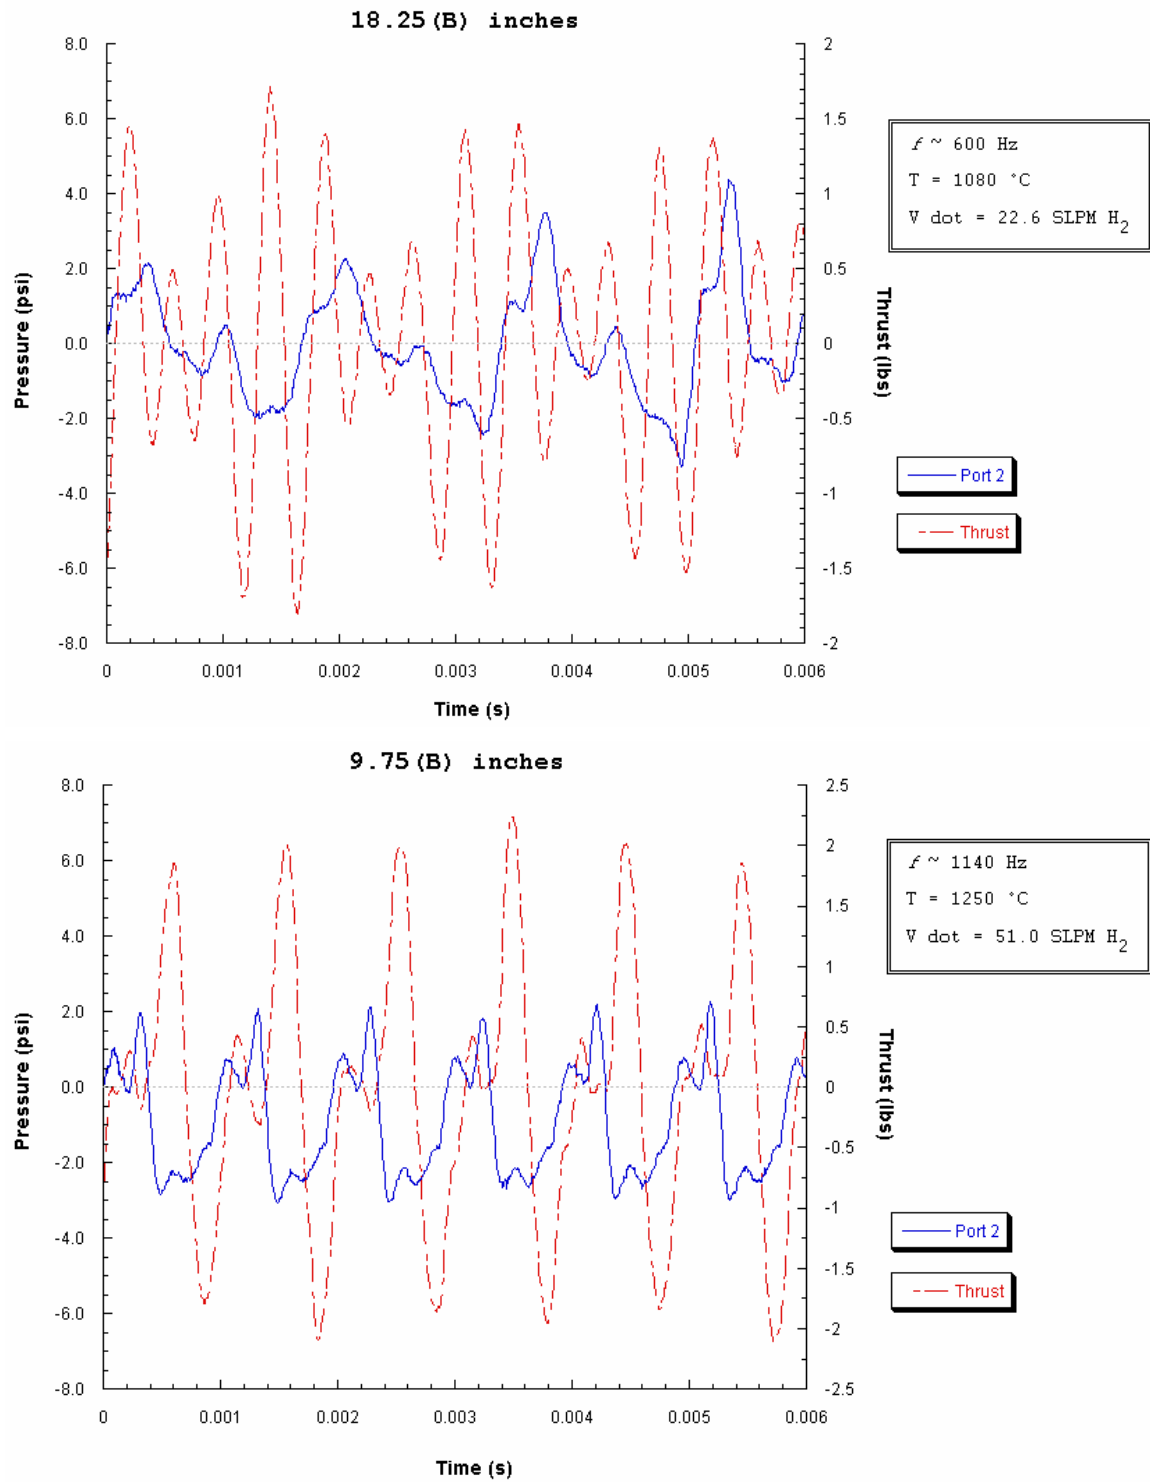 18.25(B) inches
8.0
6.0
4.0
2.0
0.0
-2.0
-4.0
-6.0
-8.0
Pressure (psi)
2
1.5
1
0.5
0
-0.5
-1
-1.5
-2
Thrust (lbs)
0 0.001 0.002 0.003 0.004 0.005 0.006
Time (s)
f ~ 600 Hz
T = 1080 °C
V dot = 22.6 SLPM H2
Port 2
Thrust
9.75(B) inches
8.0
6.0
4.0
2.0
0.0
-2.0
-4.0
-6.0
-8.0
Pressure (psi)
2.5
2
1.5
1
0.5
0
-0.5
-1
-1.5
-2
-2.5
Thrust (lbs)
0 0.001 0.002 0.003 0.004 0.005 0.006
Time (s)
f ~ 1140 Hz
T = 1250 °C
V dot = 51.0 SLPM H2
Port 2
Thrust